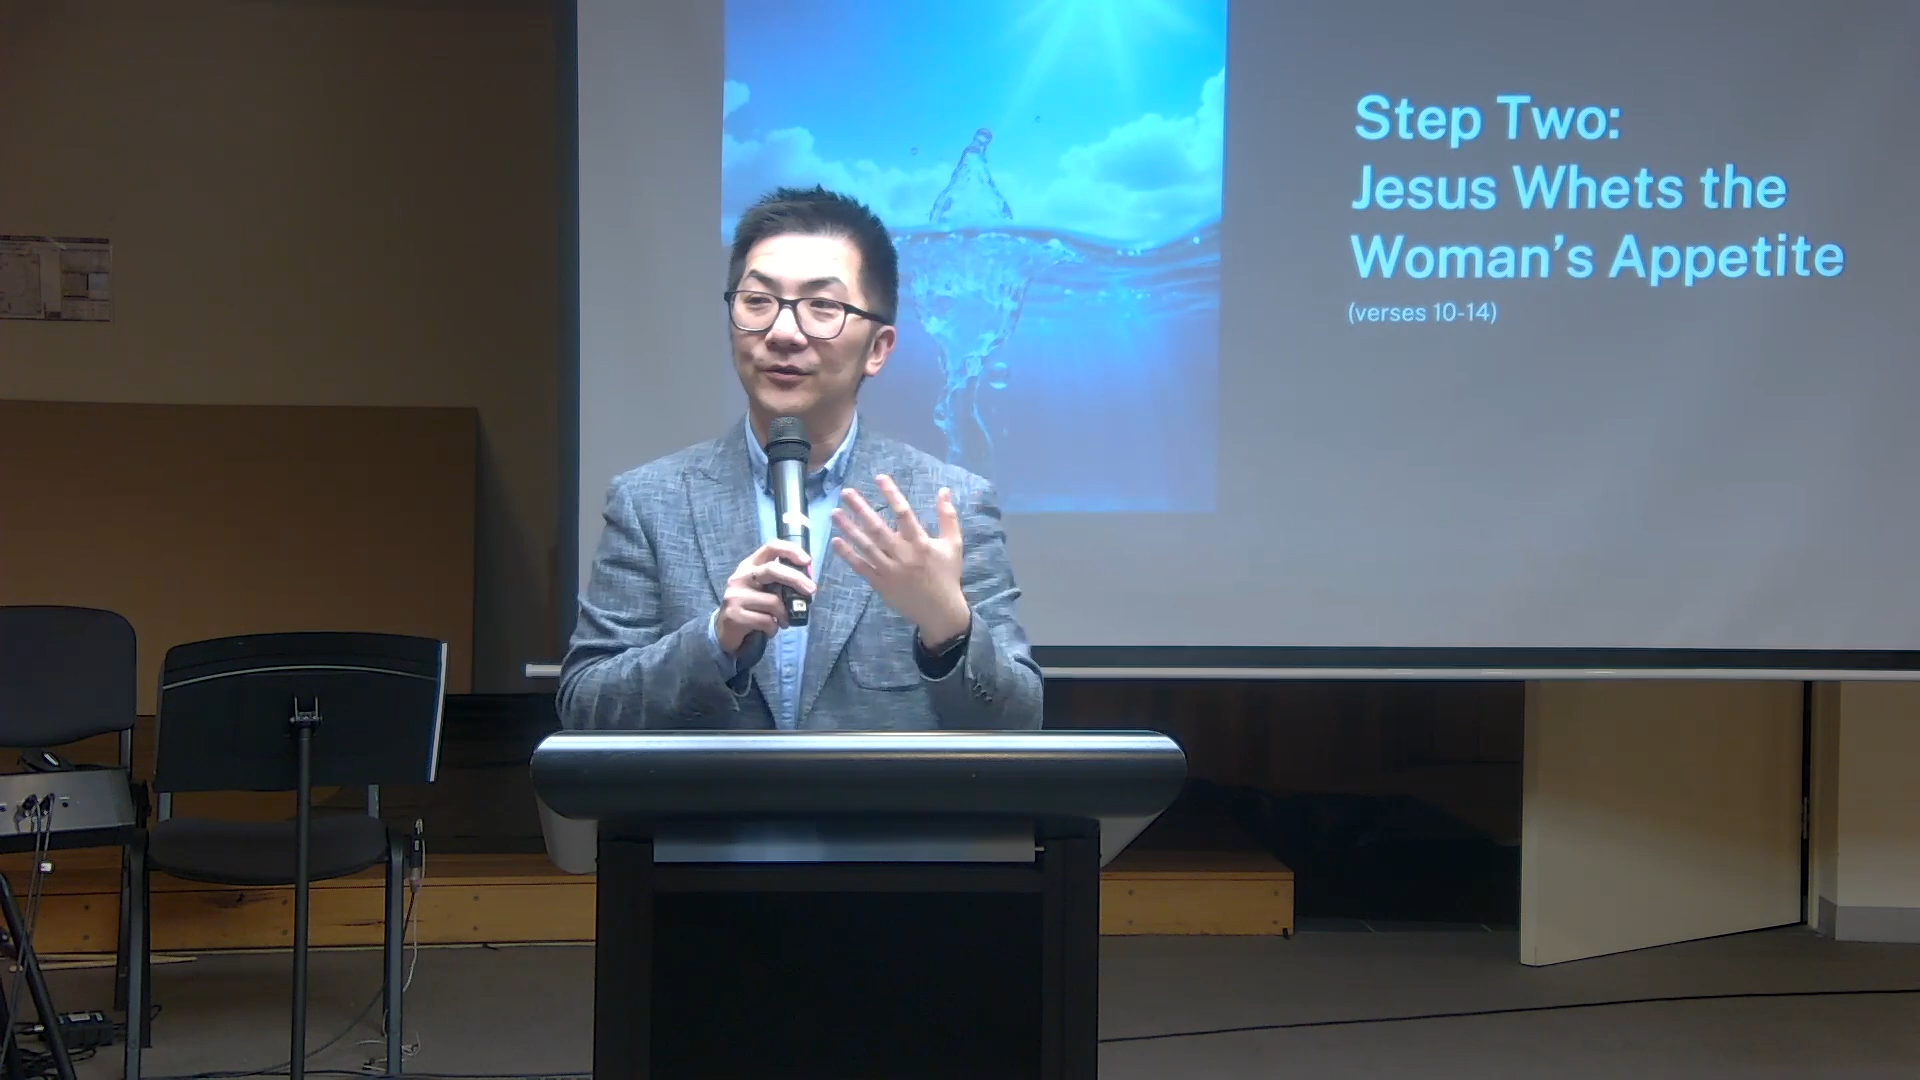 Step Two:
Jesus Whets the
Woman’s Appetite
(verses 10-14)